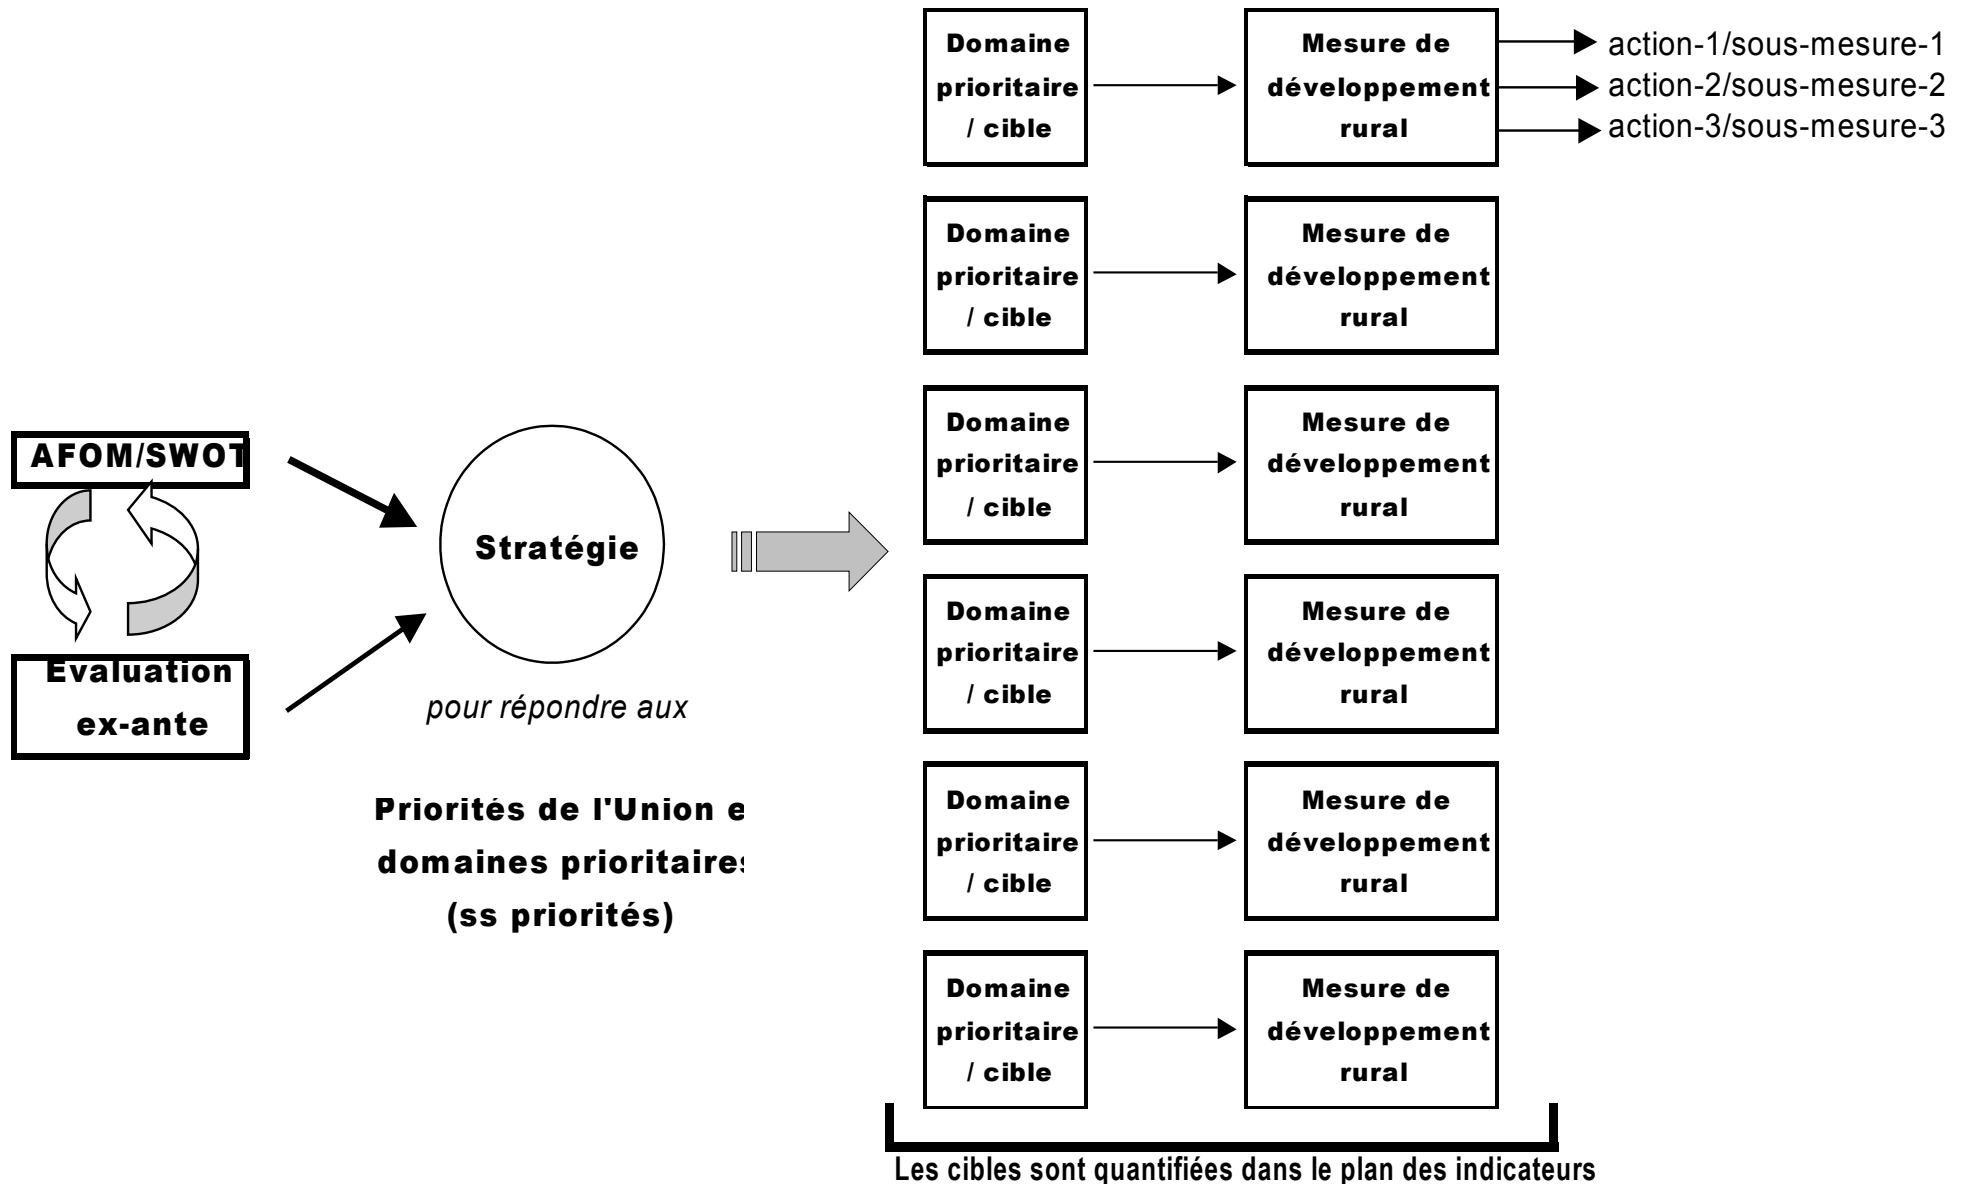 AFOM/SWOT
Evaluation
ex-ante
Stratégie
pour répondre aux
Priorités de l'Union e
domaines prioritaires
(ss priorités)
Domaine
prioritaire
/ cible
Mesure de
développement
rural
action-1/sous-mesure-1
action-2/sous-mesure-2
action-3/sous-mesure-3
Domaine
prioritaire
/ cible
Mesure de
développement
rural
Domaine
prioritaire
/ cible
Mesure de
développement
rural
Domaine
prioritaire
/ cible
Mesure de
développement
rural
Domaine
prioritaire
/ cible
Mesure de
développement
rural
Domaine
prioritaire
/ cible
Mesure de
développement
rural
Les cibles sont quantifiées dans le plan des indicateurs